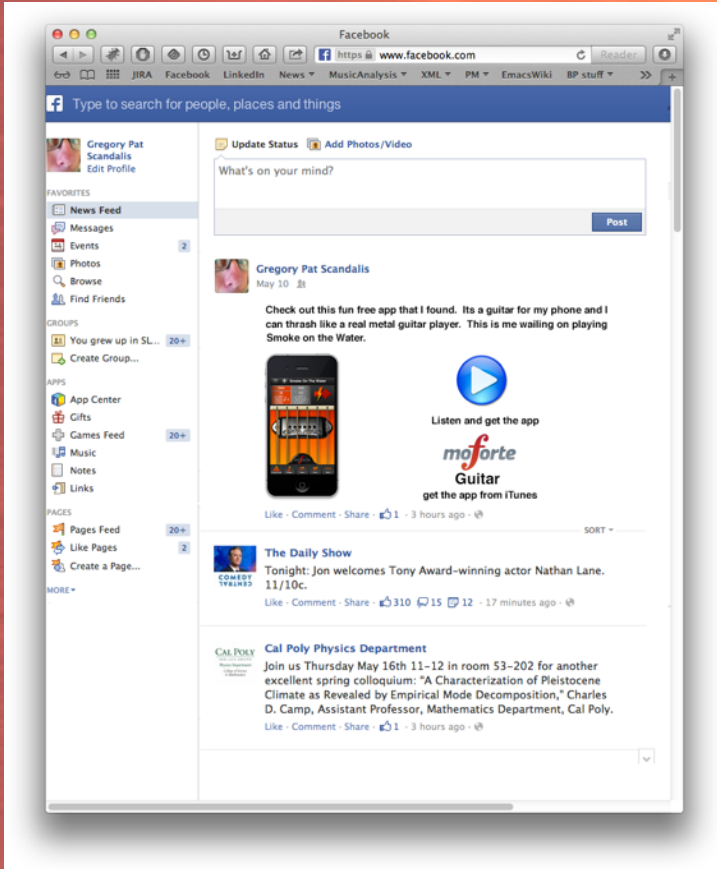 Facebook
https www.facebook.com
Reader
JIRA Facebook LinkedIn News MusicAnalysis XML PM EmacsWiki BP stuff
Type to search for people, places and things
Gregory Pat
Scandalis
Edit Profile
FAVORITES
News Feed
Messages
Events 2
Photos
Browse
Find Friends
GROUPS
You grew up in SL... 20+
Create Group...
APPS
App Center
Gifts
Games Feed 20+
Music
Notes
Links
PAGES
Pages Feed 20+
Like Pages 2
Create a Page...
MORE
Update Status Add Photos/Video
What's on your mind?
Post
Gregory Pat Scandalis
May 10
Check out this fun free app that I found. Its a guitar for my phone and I
can thrash like a real metal guitar player. This is me wailing on playing
Smoke on the Water.
Smoke On The Water
Listen and get the app
moforte
Guitar
get the app from iTunes
Like · Comment · Share · 1 · 3 hours ago ·
SORT
COMEDY
CENTRAL
The Daily Show
Tonight: Jon welcomes Tony Award-winning actor Nathan Lane.
11/10c.
Like · Comment · Share · 310 15 12 · 17 minutes ago ·
CAL POLY
Physics Department
Cal Poly Physics Department
Join us Thursday May 16th 11-12 in room 53-202 for another
excellent spring colloquium: "A Characterization of Pleistocene
Climate as Revealed by Empirical Mode Decomposition," Charles
D. Camp, Assistant Professor, Mathematics Department, Cal Poly.
Like · Comment · Share · 1 · 3 hours ago ·